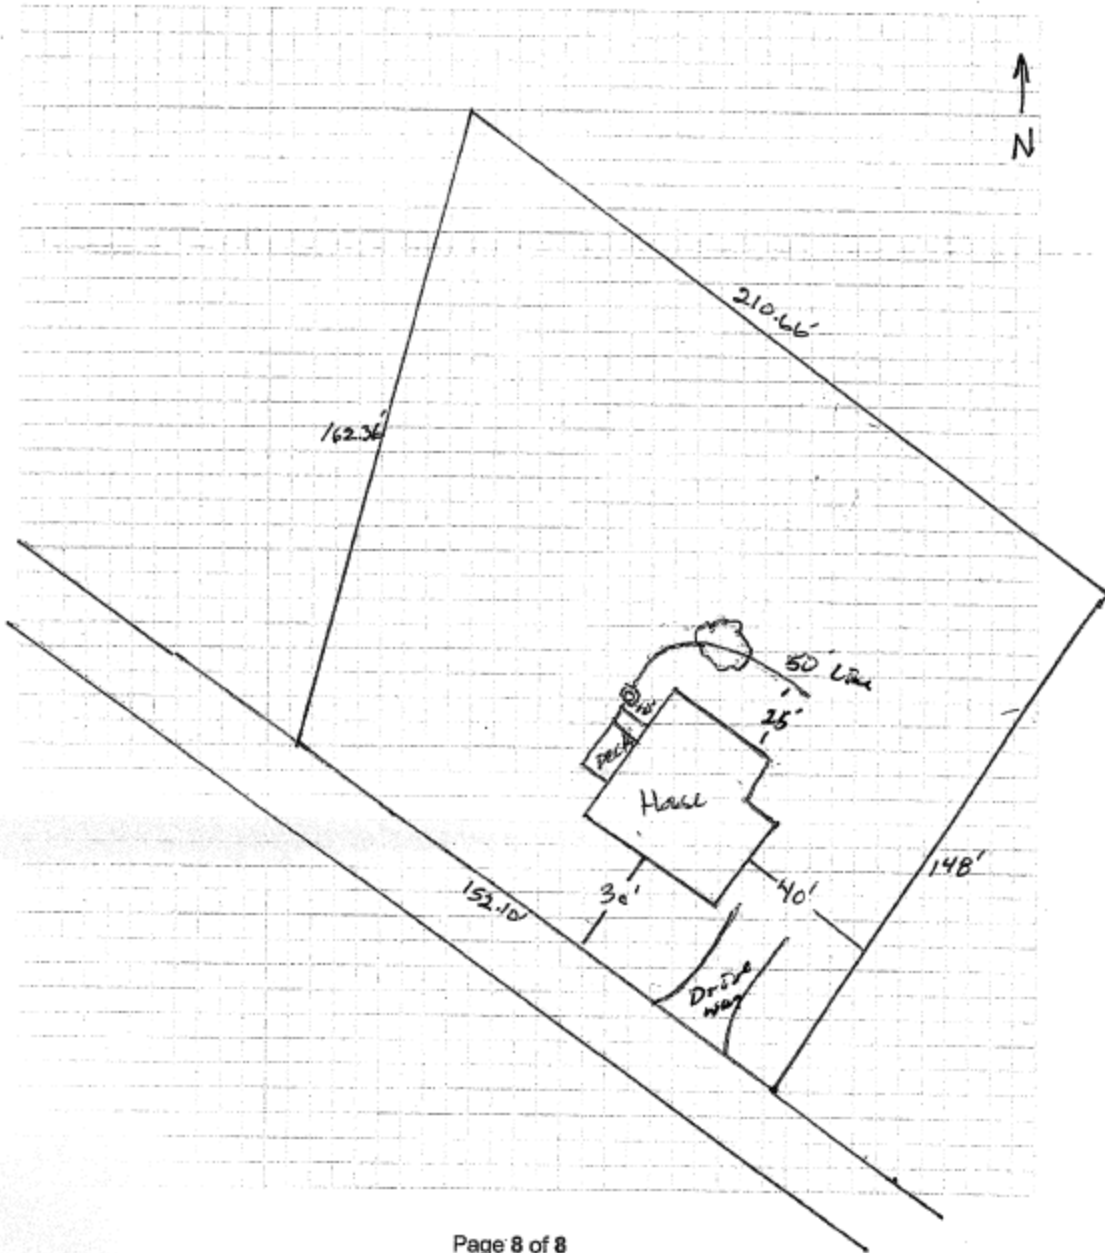 N
210.66'
162.36'
50' Line
10'
25'
Deck
House
148'
152.10'
30'
40'
Drive
way
Page 8 of 8